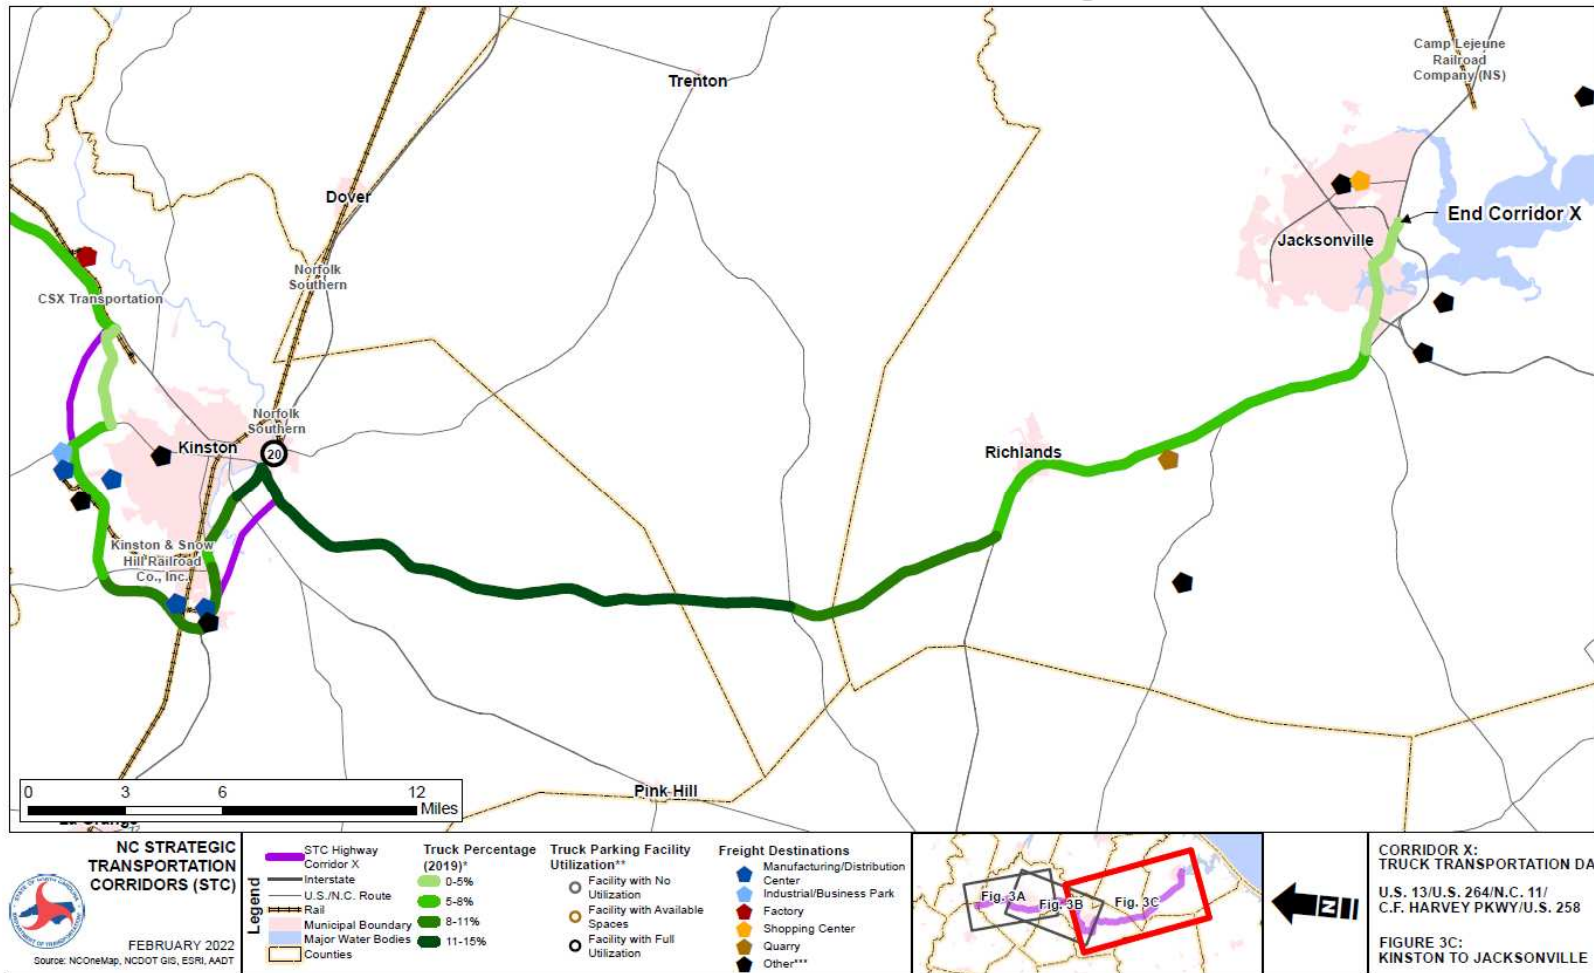 Camp Lejeune
Railroad
Company (NS)
Trenton
Dover
End Corridor X
Jacksonville
Norfolk
Southern
CSX Transportation
Norfolk
Southern
Kinston
20
Richlands
Kinston & Snow
Hill Railroad
Co., Inc.
Pink Hill
0 3 6 12
Miles
NC STRATEGIC
TRANSPORTATION
CORRIDORS (STC)
FEBRUARY 2022
Source: NCOneMap, NCDOT GIS, ESRI, AADT
Legend
STC Highway
Corridor X
Interstate
U.S./N.C. Route
Rail
Municipal Boundary
Major Water Bodies
Counties
Truck Percentage
(2019)*
0-5%
5-8%
8-11%
11-15%
Truck Parking Facility
Utilization**
Facility with No
Utilization
Facility with Available
Spaces
Facility with Full
Utilization
Freight Destinations
Manufacturing/Distribution
Center
Industrial/Business Park
Factory
Shopping Center
Quarry
Other***
Fig. 3A
Fig. 3B
Fig. 3C
N
CORRIDOR X:
TRUCK TRANSPORTATION DA
U.S. 13/U.S. 264/N.C. 11/
C.F. HARVEY PKWY/U.S. 258
FIGURE 3C:
KINSTON TO JACKSONVILLE